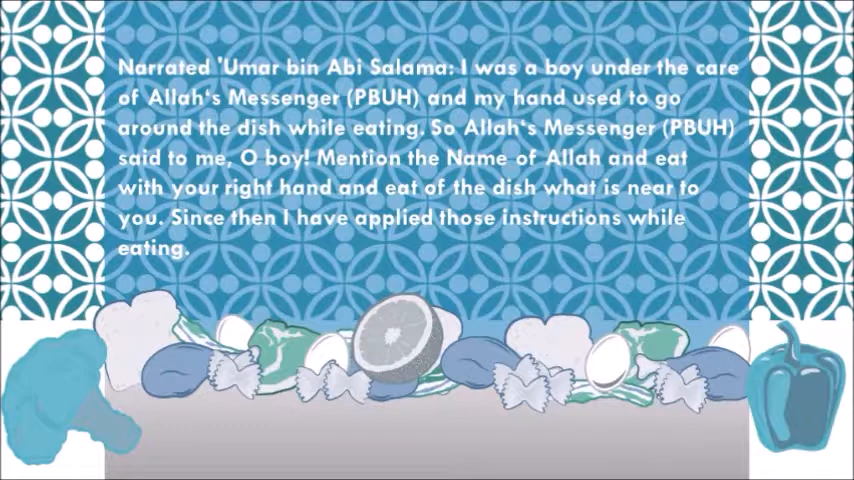 Narrated 'Umar bin Abi Salama: I was a boy under the care
of Allah‘s Messenger (PBUH) and my hand used to go
around the dish while eating. So Allah‘s Messenger (PBUH)
said to me, O boy! Mention the Name of Allah and eat
with your right hand and eat of the dish what is near to
you. Since then I have applied those instructions while
eating.